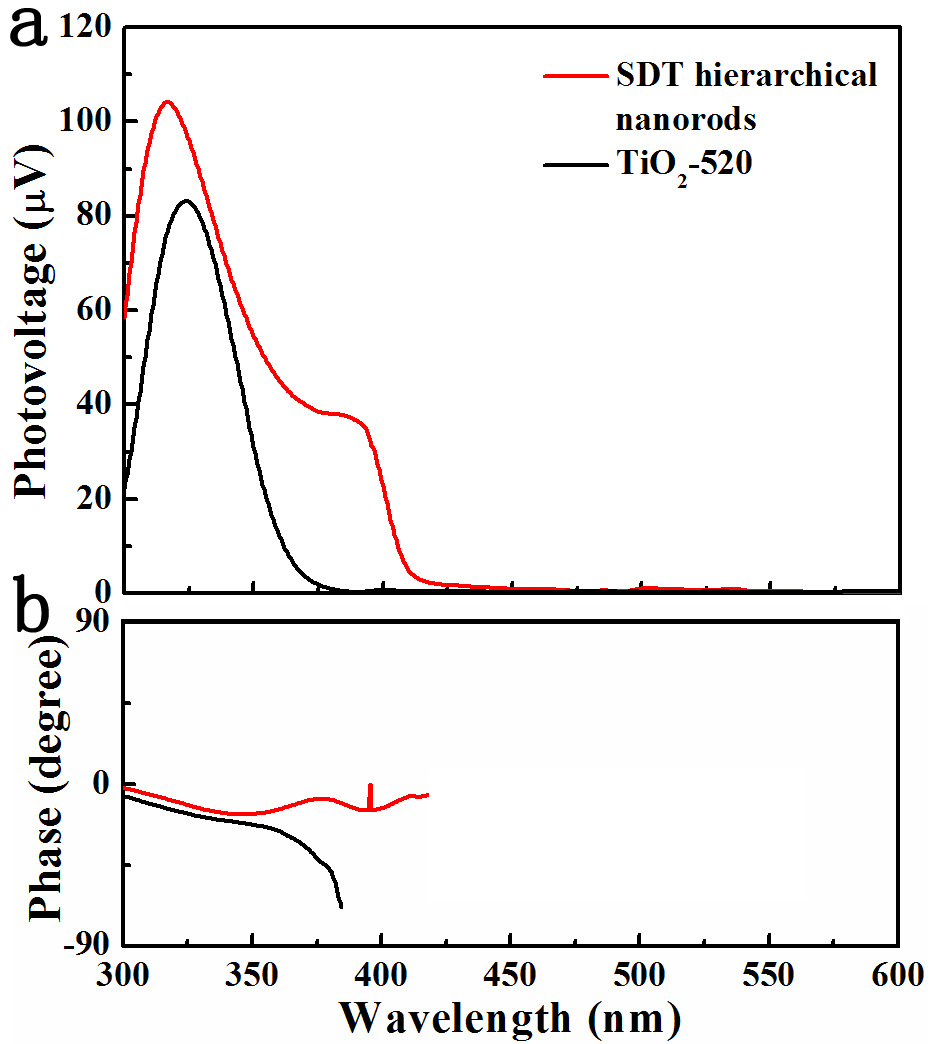 a
120
100
80
60
40
20
0
Photovoltage (μV)
SDT hierarchical
nanorods
TiO₂-520
b
90
0
-90
Phase (degree)
300 350 400 450 500 550 600
Wavelength (nm)